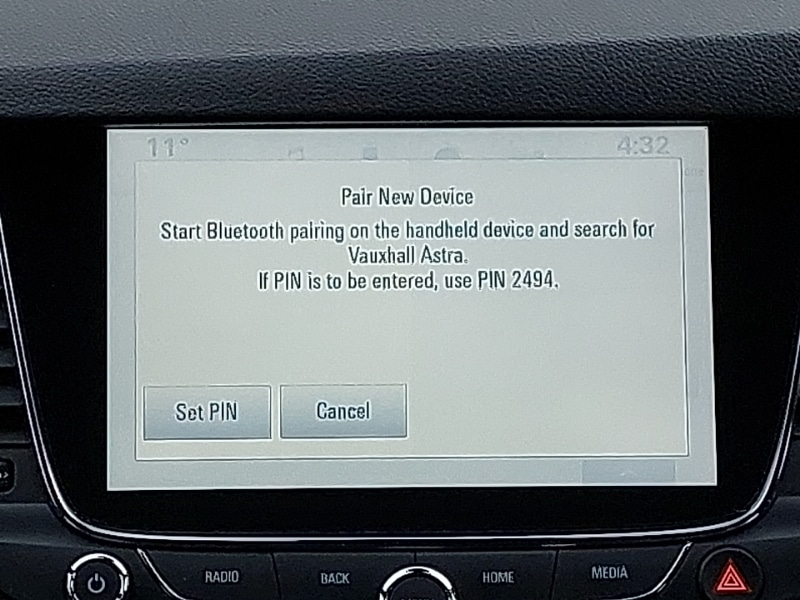 11° 4:32
Pair New Device
Start Bluetooth pairing on the handheld device and search for
Vauxhall Astra.
If PIN is to be entered, use PIN 2494.
Set PIN Cancel
RADIO BACK HOME MEDIA